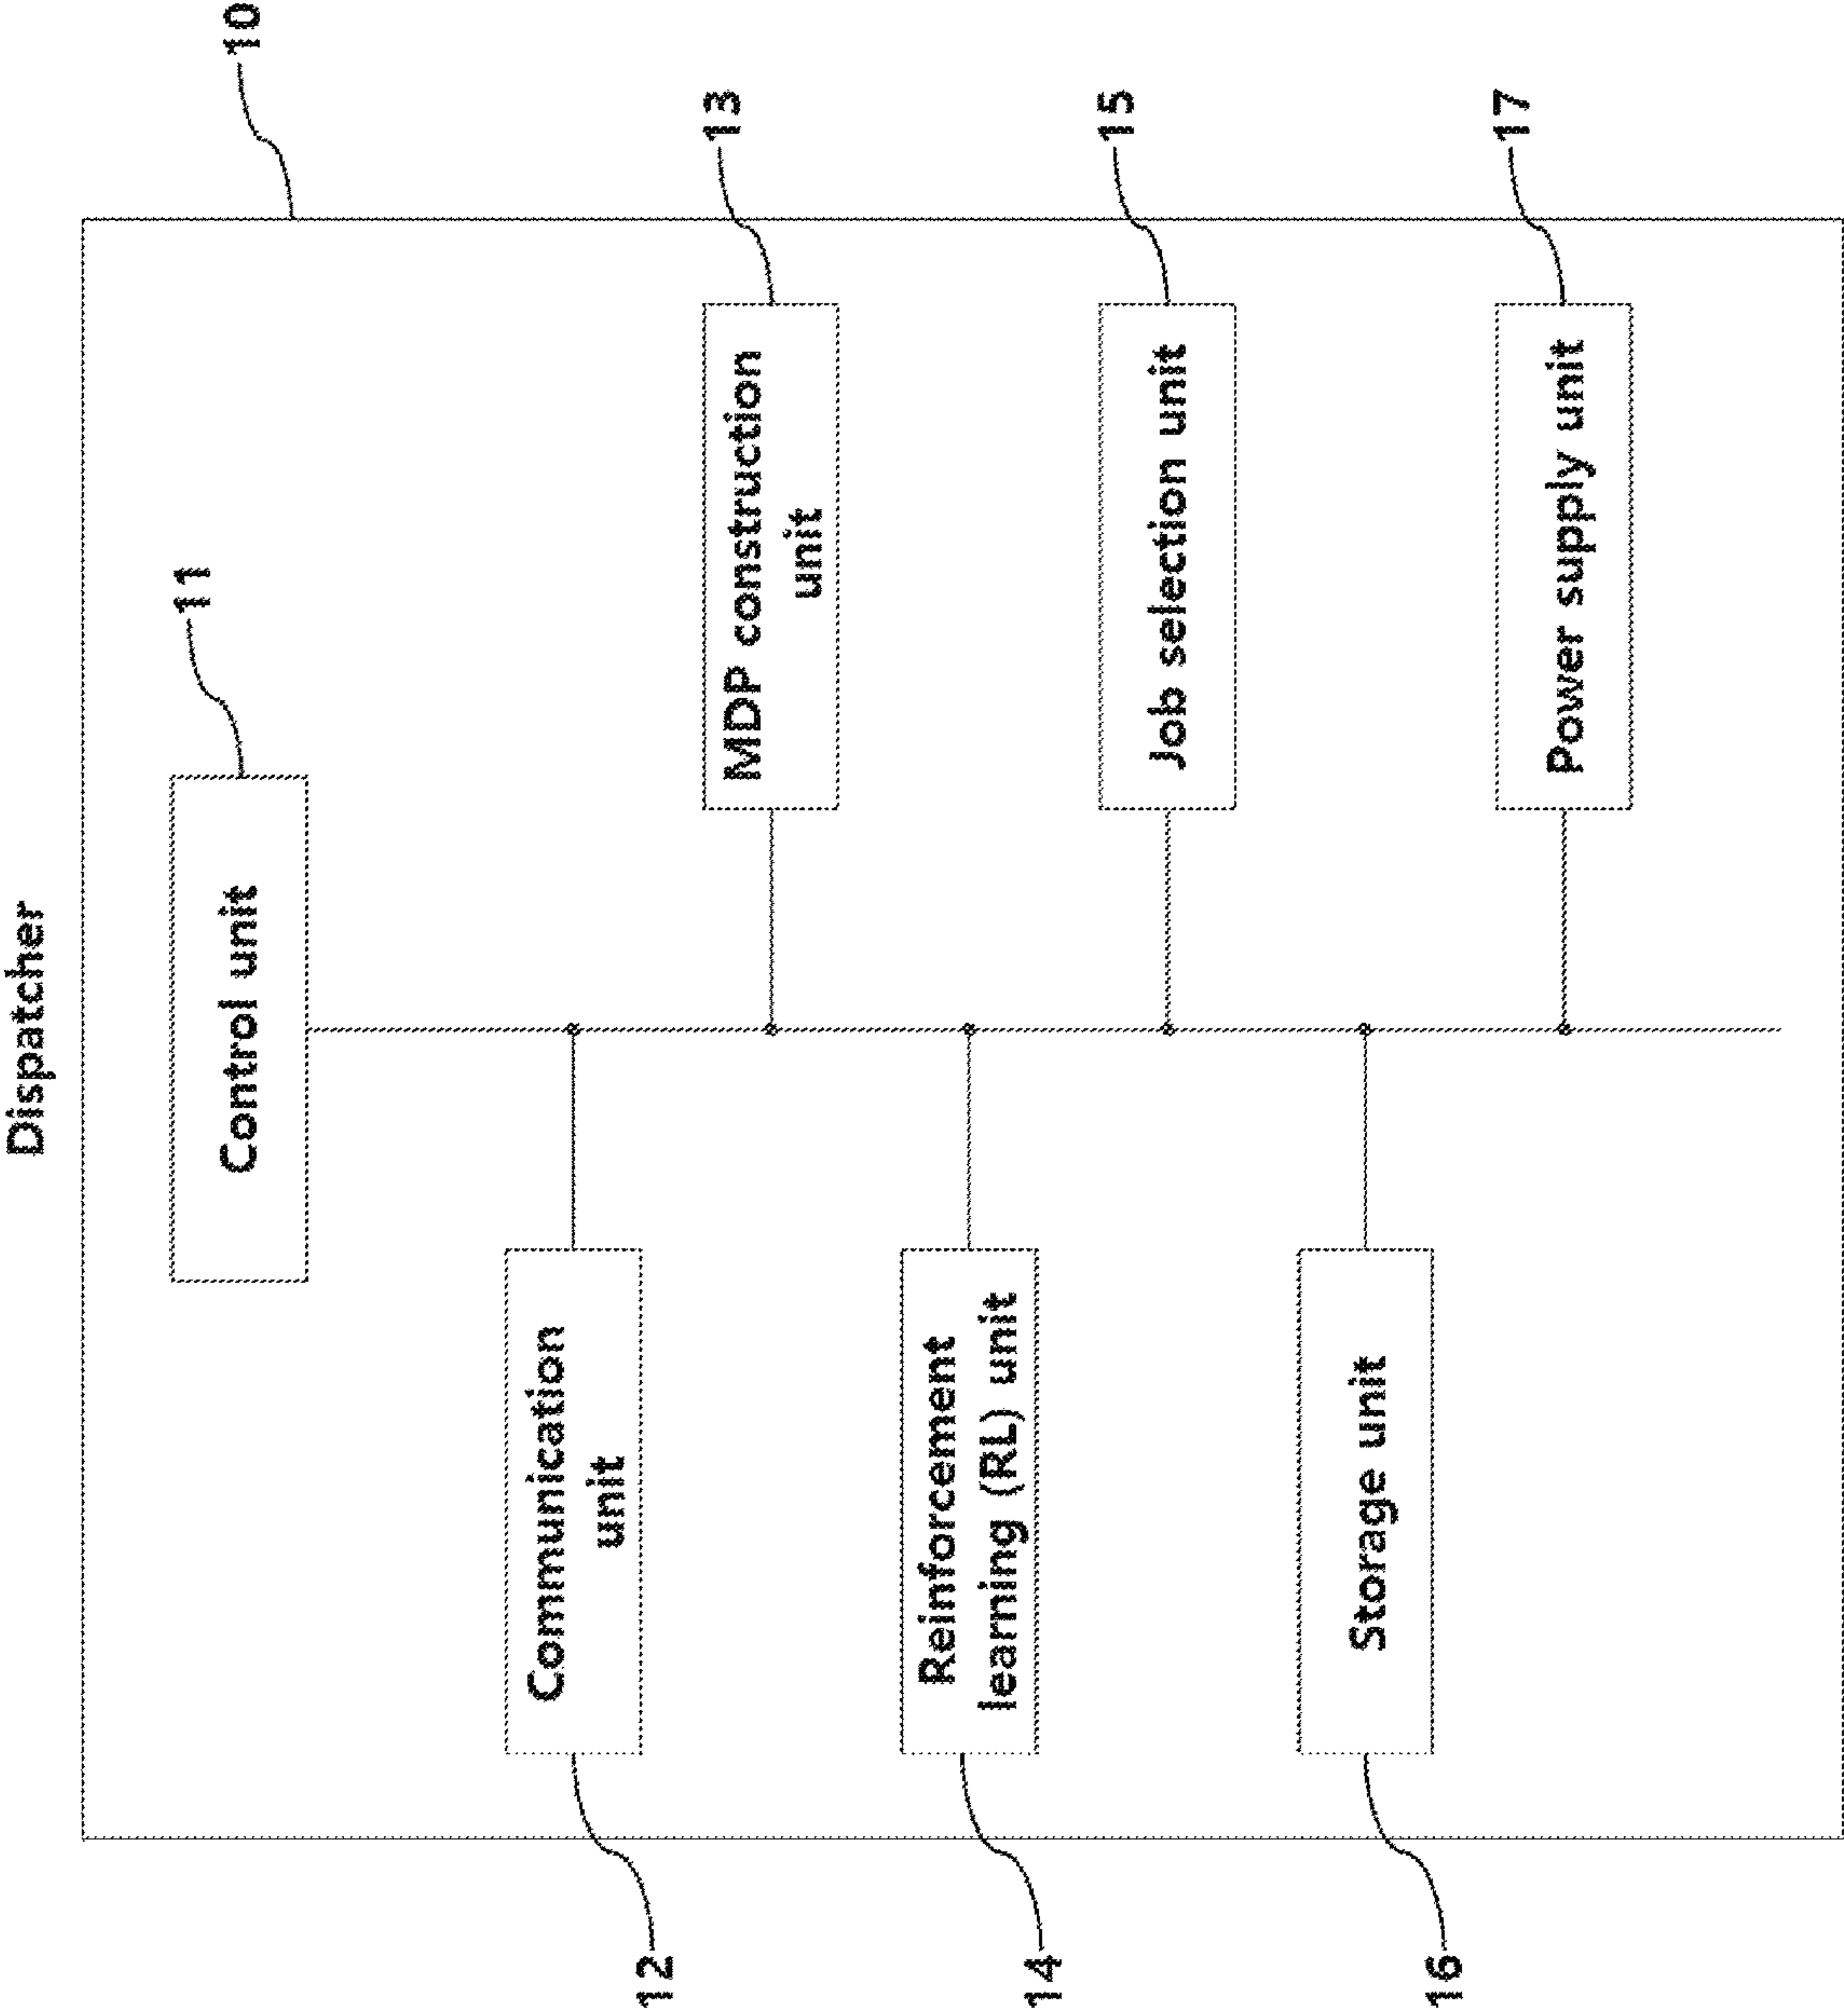 Dispatcher
10
11
Control unit
12
Communication
unit
13
MDP construction
unit
14
Reinforcement
learning (RL) unit
15
Job selection unit
16
Storage unit
17
Power supply unit